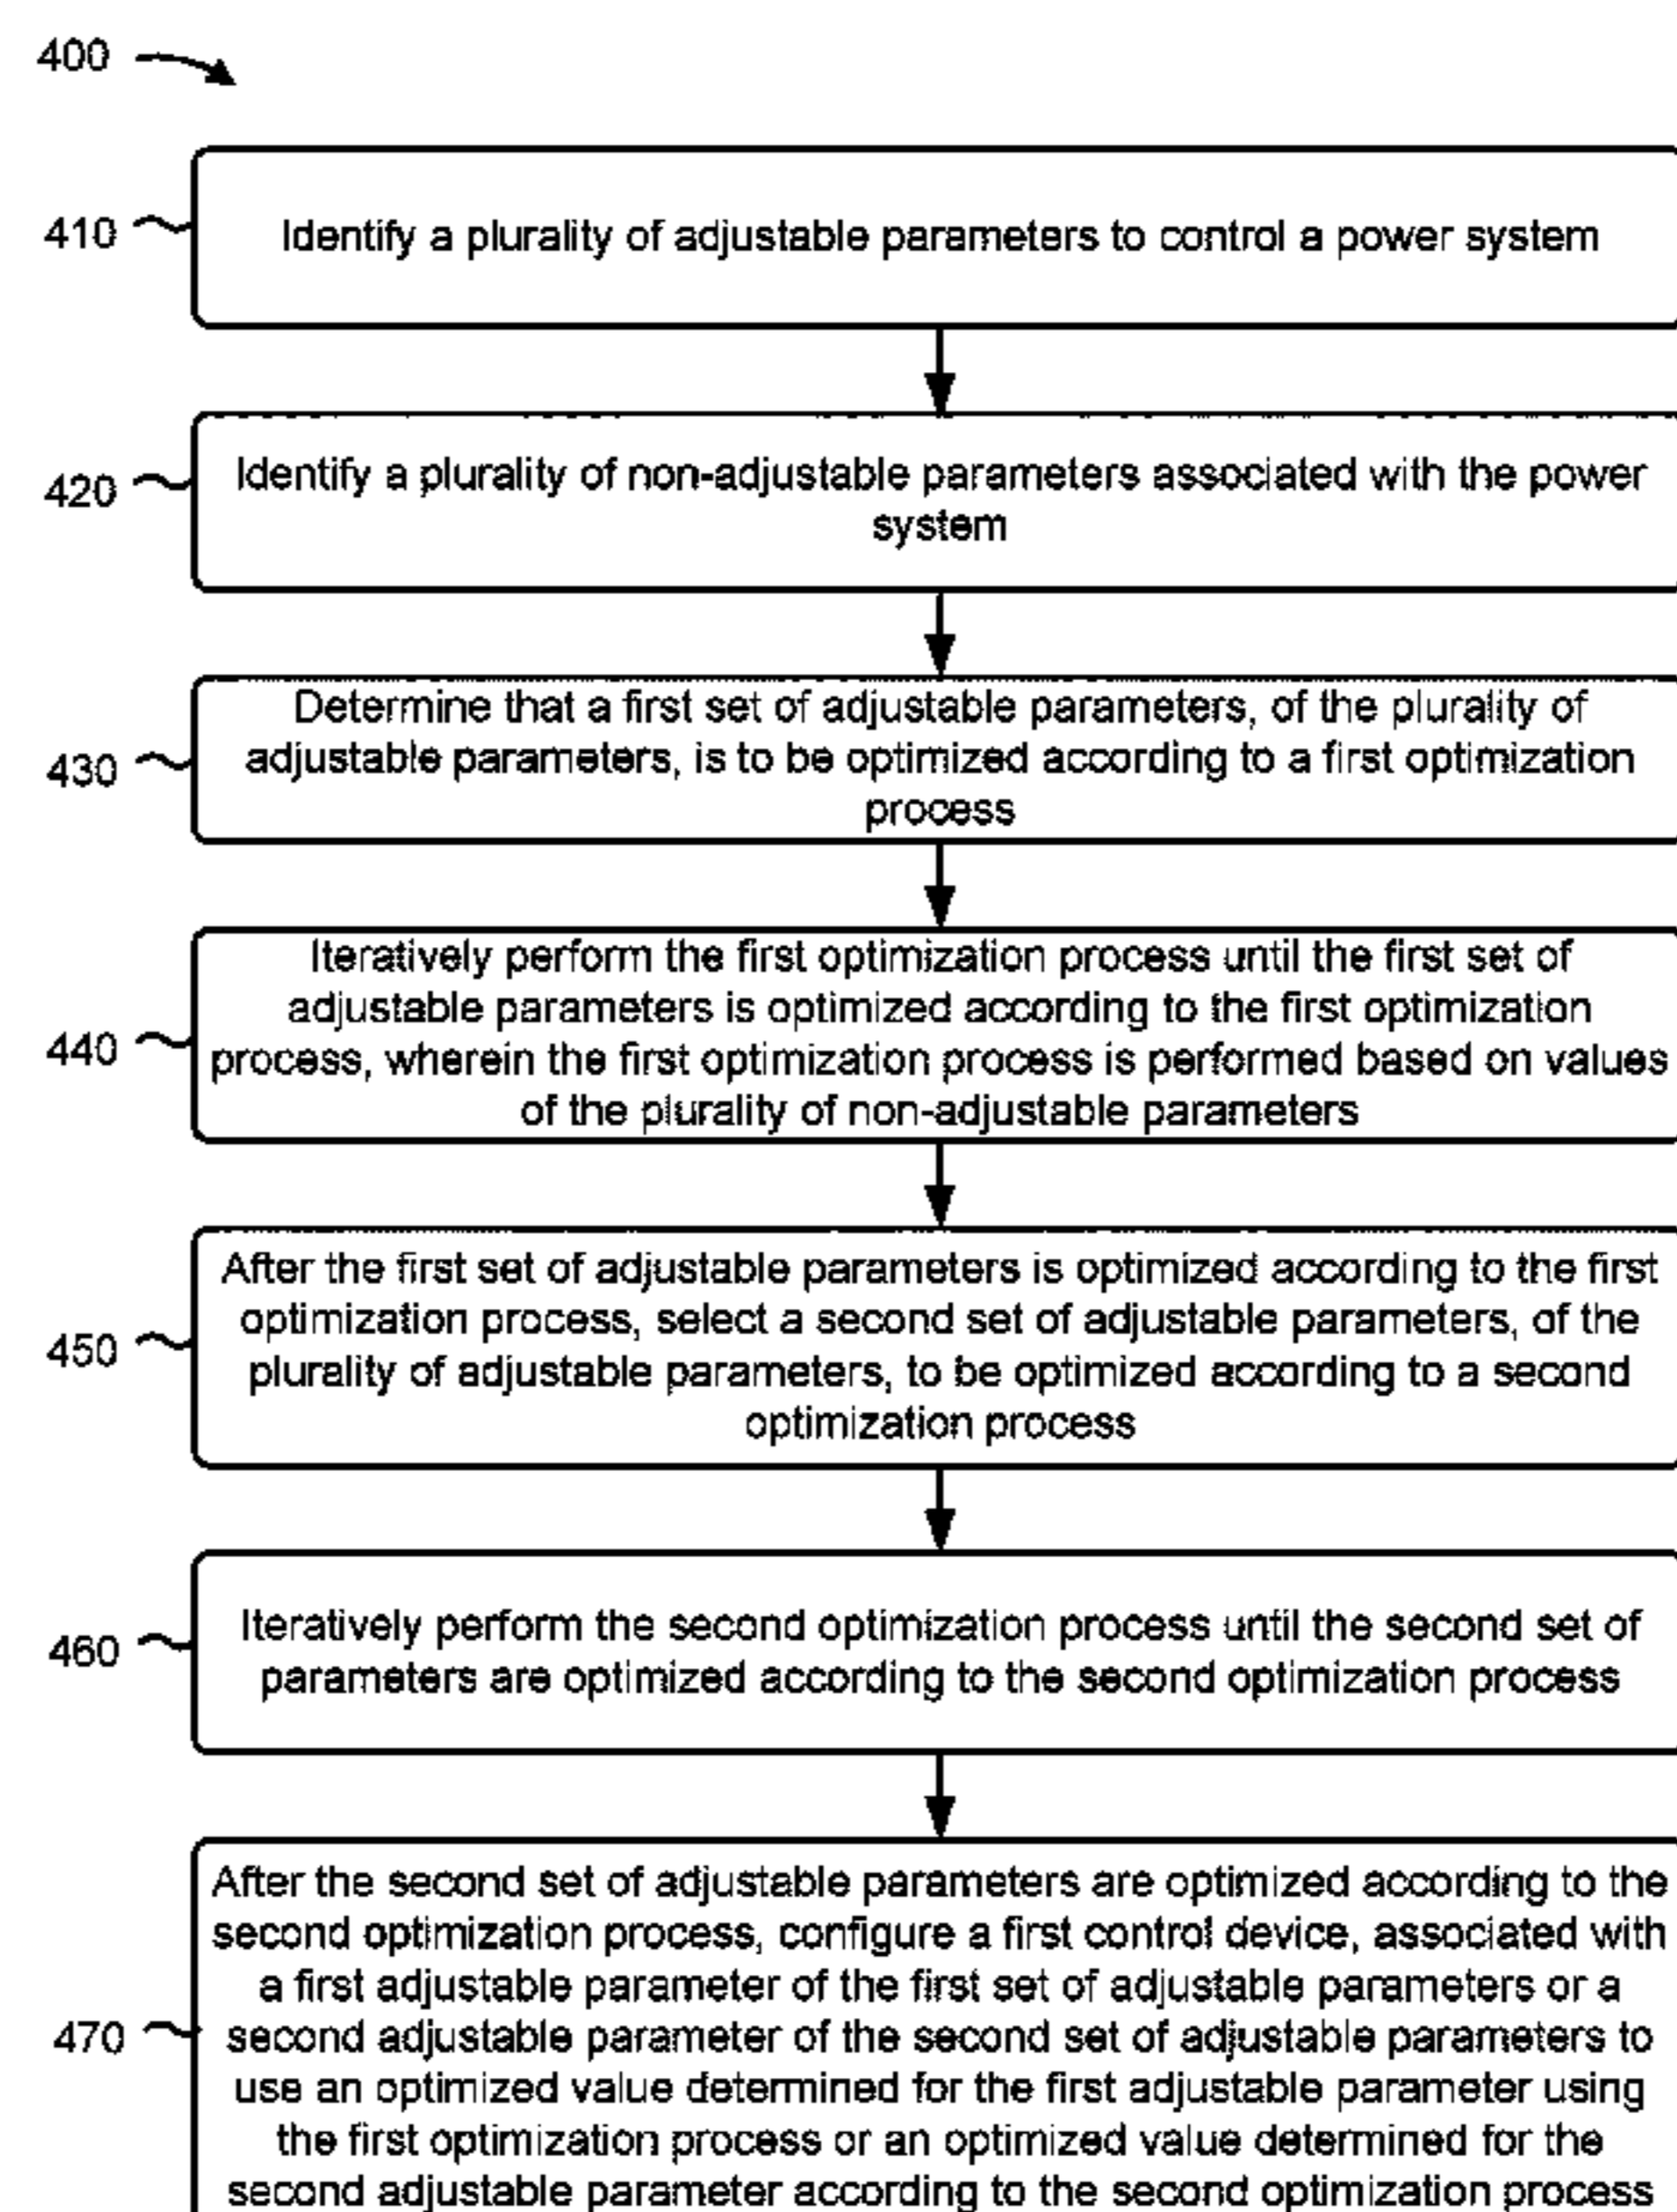 400
410
Identify a plurality of adjustable parameters to control a power system
420
Identify a plurality of non-adjustable parameters associated with the power
system
430
Determine that a first set of adjustable parameters, of the plurality of
adjustable parameters, is to be optimized according to a first optimization
process
440
Iteratively perform the first optimization process until the first set of
adjustable parameters is optimized according to the first optimization
process, wherein the first optimization process is performed based on values
of the plurality of non-adjustable parameters
450
After the first set of adjustable parameters is optimized according to the first
optimization process, select a second set of adjustable parameters, of the
plurality of adjustable parameters, to be optimized according to a second
optimization process
460
Iteratively perform the second optimization process until the second set of
parameters are optimized according to the second optimization process
470
After the second set of adjustable parameters are optimized according to the
second optimization process, configure a first control device, associated with
a first adjustable parameter of the first set of adjustable parameters or a
second adjustable parameter of the second set of adjustable parameters to
use an optimized value determined for the first adjustable parameter using
the first optimization process or an optimized value determined for the
second adjustable parameter according to the second optimization process